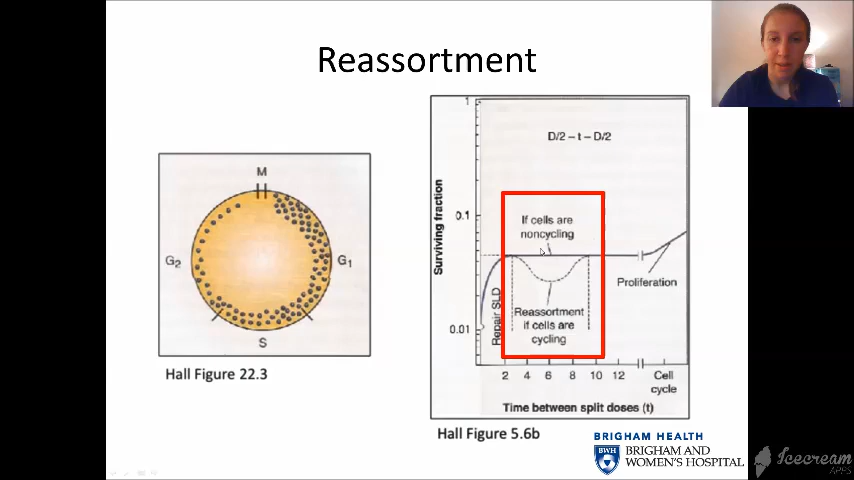 Reassortment
M
G2
G1
S
Hall Figure 22.3
1
D/2 – t – D/2
0.1
If cells are
noncycling
Surviving fraction
Proliferation
Repair SLD
Reassortment
if cells are
cycling
0.01
2 4 6 8 10 12 Cell
cycle
Time between split doses (t)
Hall Figure 5.6b
BRIGHAM HEALTH
BWH
BRIGHAM AND
WOMEN'S HOSPITAL
Icecream
APPS